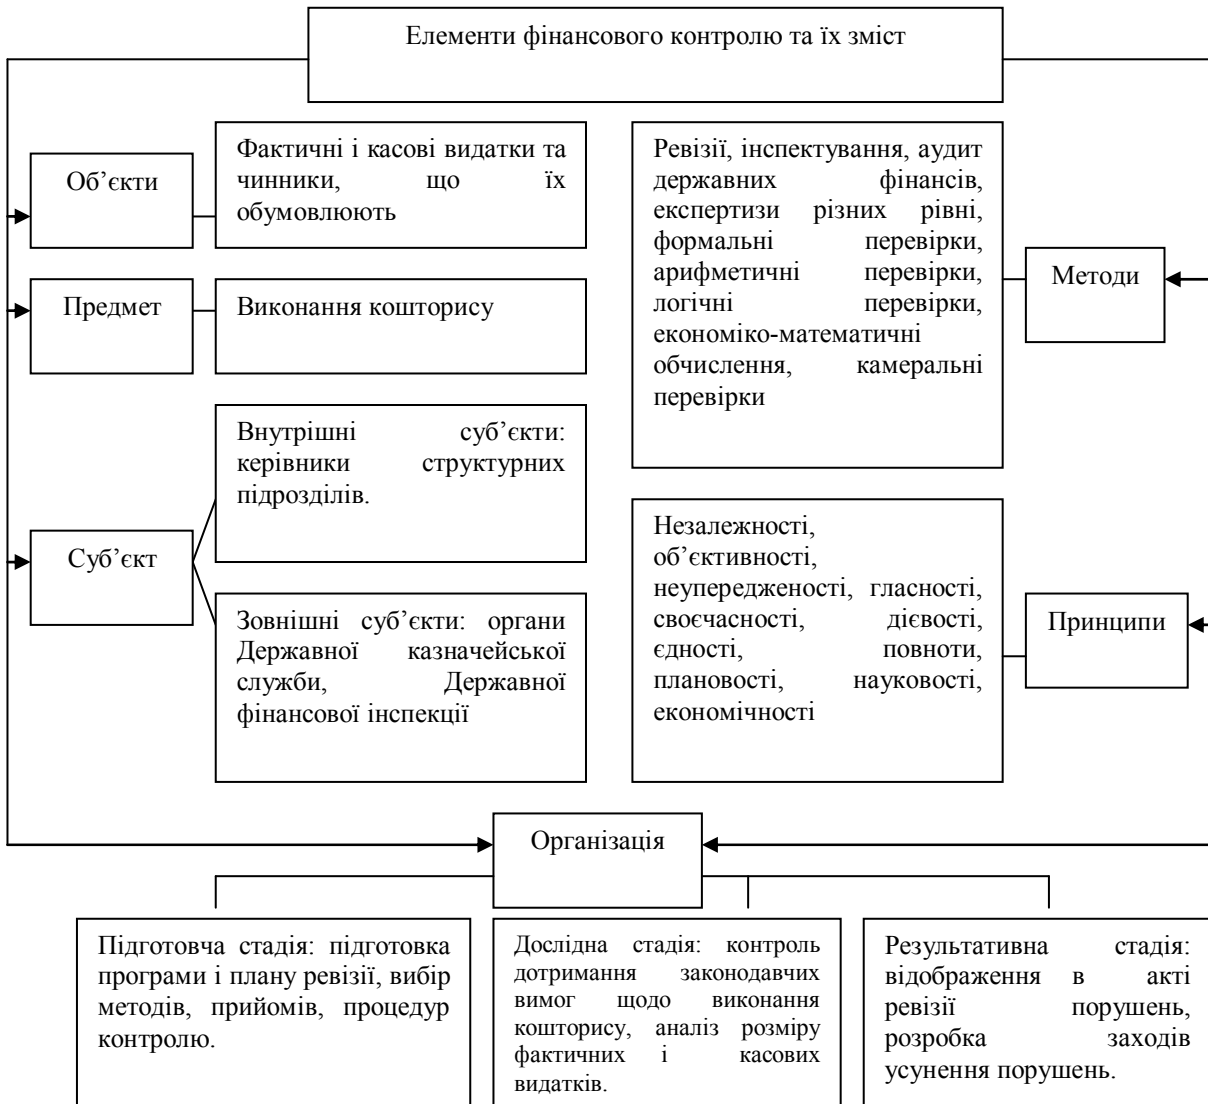 Елементи фінансового контролю та їх зміст
Об’єкти
Фактичні і касові видатки та
чинники, що їх
обумовлюють
Предмет
Виконання кошторису
Суб’єкт
Внутрішні суб’єкти:
керівники структурних
підрозділів.
Зовнішні суб’єкти: органи
Державної казначейської
служби, Державної
фінансової інспекції
Ревізії, інспектування, аудит
державних фінансів,
експертизи різних рівні,
формальні перевірки,
арифметичні перевірки,
логічні перевірки,
економіко-математичні
обчислення, камеральні
перевірки
Методи
Незалежності,
об’єктивності,
неупередженості, гласності,
своєчасності, дієвості,
єдності, повноти,
плановості, науковості,
економічності
Принципи
Організація
Підготовча стадія: підготовка
програми і плану ревізії, вибір
методів, прийомів, процедур
контролю.
Дослідна стадія: контроль
дотримання законодавчих
вимог щодо виконання
кошторису, аналіз розміру
фактичних і касових
видатків.
Результативна стадія:
відображення в акті
ревізії порушень,
розробка заходів
усунення порушень.